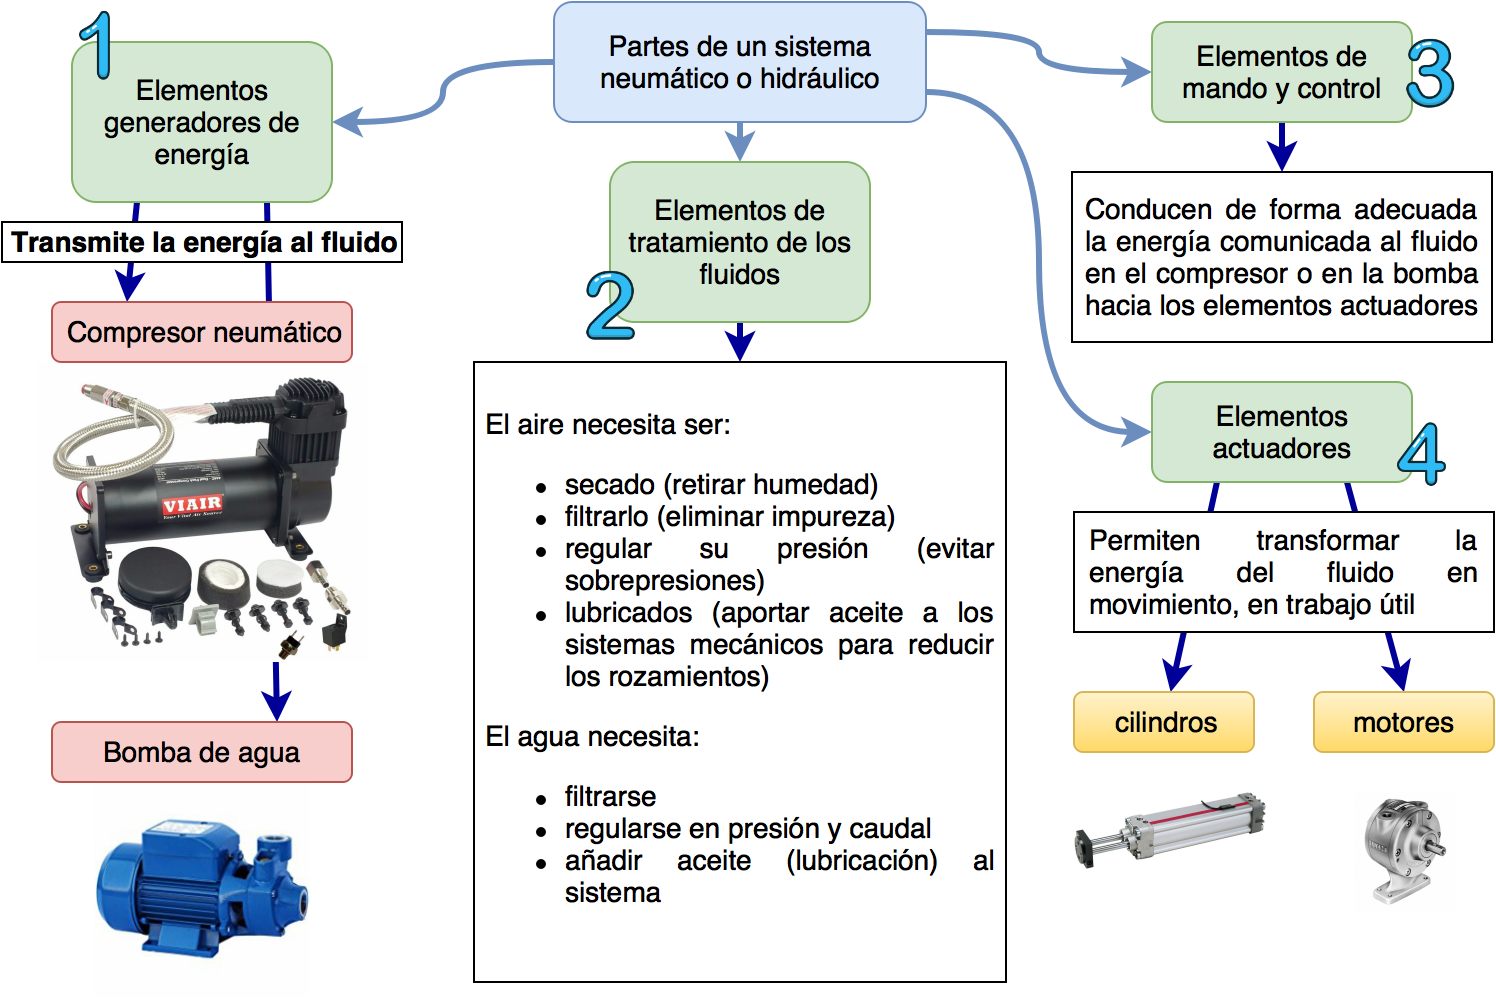 Partes de un sistema
neumático o hidráulico
1
Elementos
generadores de
energía
Transmite la energía al fluido
Compresor neumático
VIAIR
Your Vital Air Source
Bomba de agua
Elementos de
tratamiento de los
fluidos
2
El aire necesita ser:
secado (retirar humedad)
filtrarlo (eliminar impureza)
regular su presión (evitar
sobrepresiones)
lubricados (aportar aceite a los
sistemas mecánicos para reducir
los rozamientos)
El agua necesita:
filtrarse
regularse en presión y caudal
añadir aceite (lubricación) al
sistema
Elementos de
mando y control
3
Conducen de forma adecuada
la energía comunicada al fluido
en el compresor o en la bomba
hacia los elementos actuadores
Elementos
actuadores
4
Permiten transformar la
energía del fluido en
movimiento, en trabajo útil
cilindros
motores